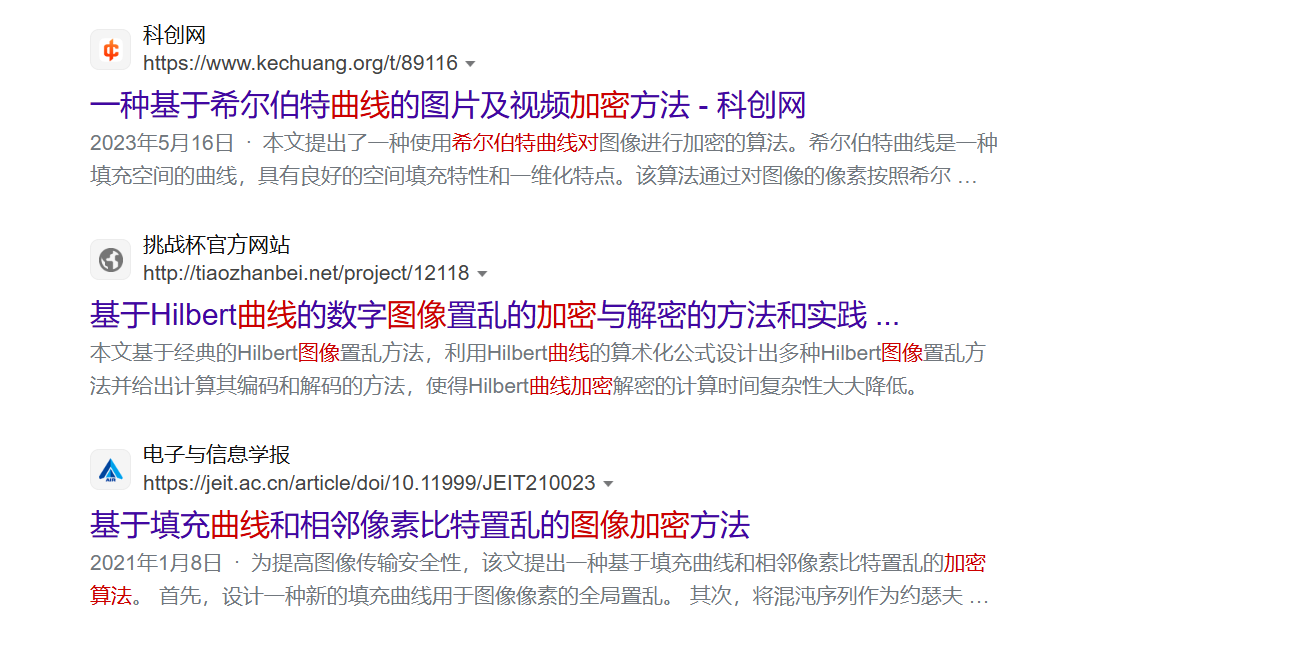 科创网
https://www.kechuang.org/t/89116
一种基于希尔伯特曲线的图片及视频加密方法 - 科创网
2023年5月16日 · 本文提出了一种使用希尔伯特曲线对图像进行加密的算法。希尔伯特曲线是一种
填充空间的曲线，具有良好的空间填充特性和一维化特点。该算法通过对图像的像素按照希尔 …
挑战杯官方网站
http://tiaozhanbei.net/project/12118
基于Hilbert曲线的数字图像置乱的加密与解密的方法和实践 ...
本文基于经典的Hilbert图像置乱方法，利用Hilbert曲线的算术化公式设计出多种Hilbert图像置乱方
法并给出计算其编码和解码的方法，使得Hilbert曲线加密解密的计算时间复杂性大大降低。
电子与信息学报
https://jeit.ac.cn/article/doi/10.11999/JEIT210023
基于填充曲线和相邻像素比特置乱的图像加密方法
2021年1月8日 · 为提高图像传输安全性，该文提出一种基于填充曲线和相邻像素比特置乱的加密
算法。 首先，设计一种新的填充曲线用于图像像素的全局置乱。 其次，将混沌序列作为约瑟夫 …